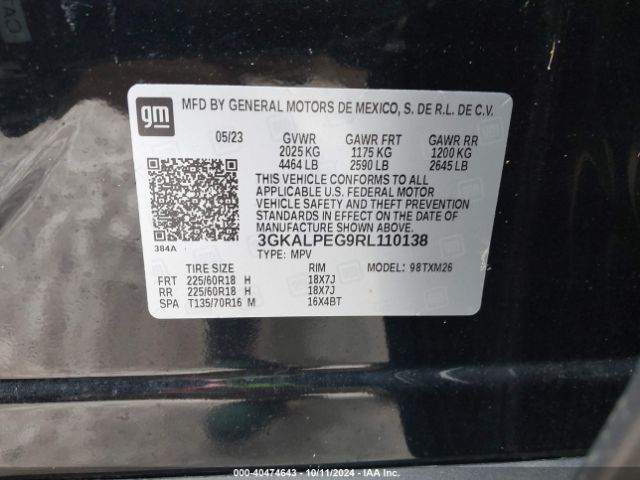 gm
MFD BY GENERAL MOTORS DE MEXICO, S. DE R.L. DE C.V.
05/23 GVWR GAWR FRT GAWR RR
2025 KG 1175 KG 1200 KG
4464 LB 2590 LB 2645 LB
THIS VEHICLE CONFORMS TO ALL
APPLICABLE U.S. FEDERAL MOTOR
VEHICLE SAFETY AND THEFT PREVENTION
STANDARDS IN EFFECT ON THE DATE OF
MANUFACTURE SHOWN ABOVE.
384A 3GKALPEG9RL110138
TYPE: MPV
TIRE SIZE RIM MODEL: 98TXM26
FRT 225/60R18 H 18X7J
RR 225/60R18 H 18X7J
SPA T135/70R16 M 16X4BT
000-40474643 | 10/11/2024 | IAA Inc.